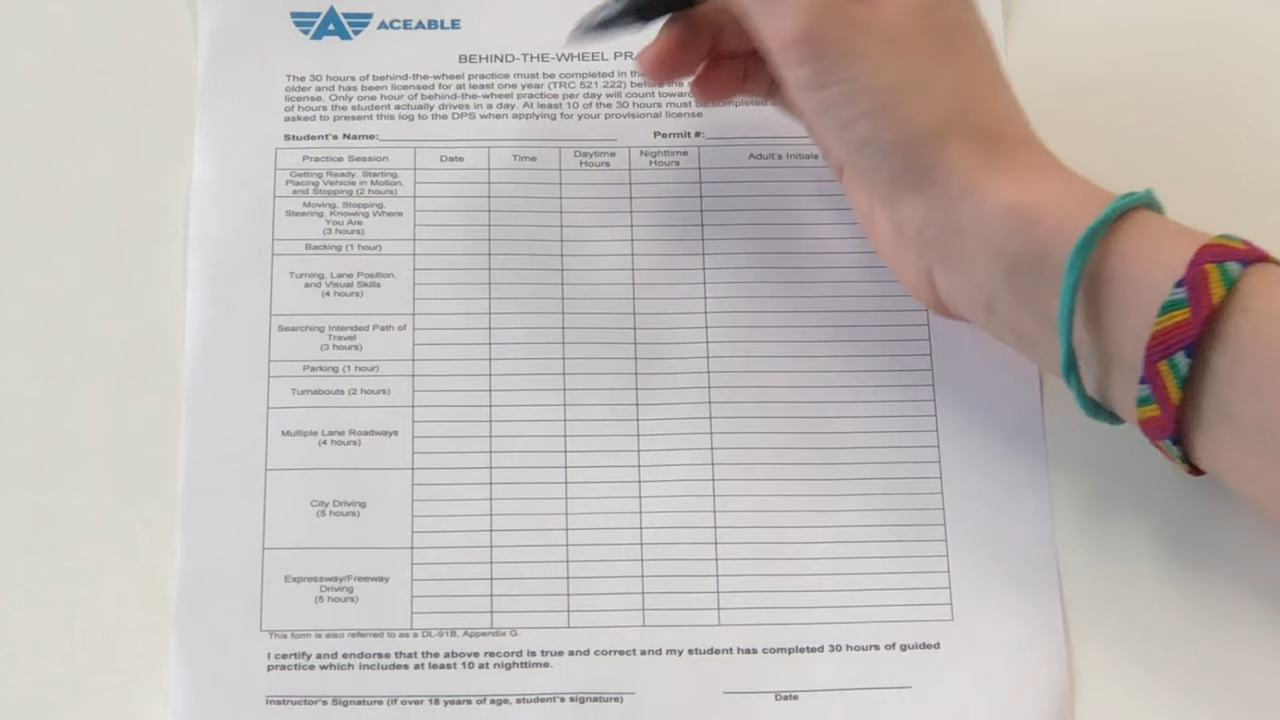 ACEABLE
BEHIND-THE-WHEEL
The 30 hours of behind-the-wheel practice must be completed in the
older and has been licensed for at least one year (TRC 521.222) before the
license. Only one hour of behind-the-wheel practice per day will count
of hours the student actually drives in a day. At least 10 of the 30 hours must be completed
asked to present this log to the DPS when applying for your provisional license.
Student's Name: Permit #:
Practice Session Date Time Daytime Hours Nighttime Hours Adult's Initials
Getting Ready, Starting,
Placing Vehicle in Motion,
and Stopping (2 hours)
Moving, Stopping,
Steering, Knowing Where
You Are
(3 hours)
Backing (1 hour)
Turning, Lane Position,
and Visual Skills
(4 hours)
Searching Intended Path of
Travel
(3 hours)
Parking (1 hour)
Turnabouts (2 hours)
Multiple Lane Roadways
(4 hours)
City Driving
(5 hours)
Expressway/Freeway
Driving
(5 hours)
This form is also referred to as a DL-91B, Appendix G.
I certify and endorse that the above record is true and correct and my student has completed 30 hours of guided
practice which includes at least 10 at nighttime.
Instructor's Signature (if over 18 years of age, student's signature) Date